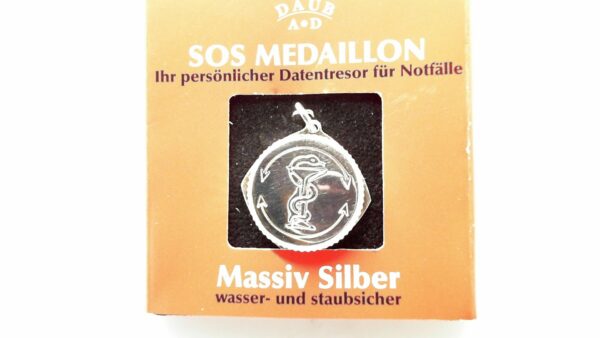 DAUB
A•D
SOS MEDAILLON
Ihr persönlicher Datentresor für Notfälle
Massiv Silber
wasser- und staubsicher